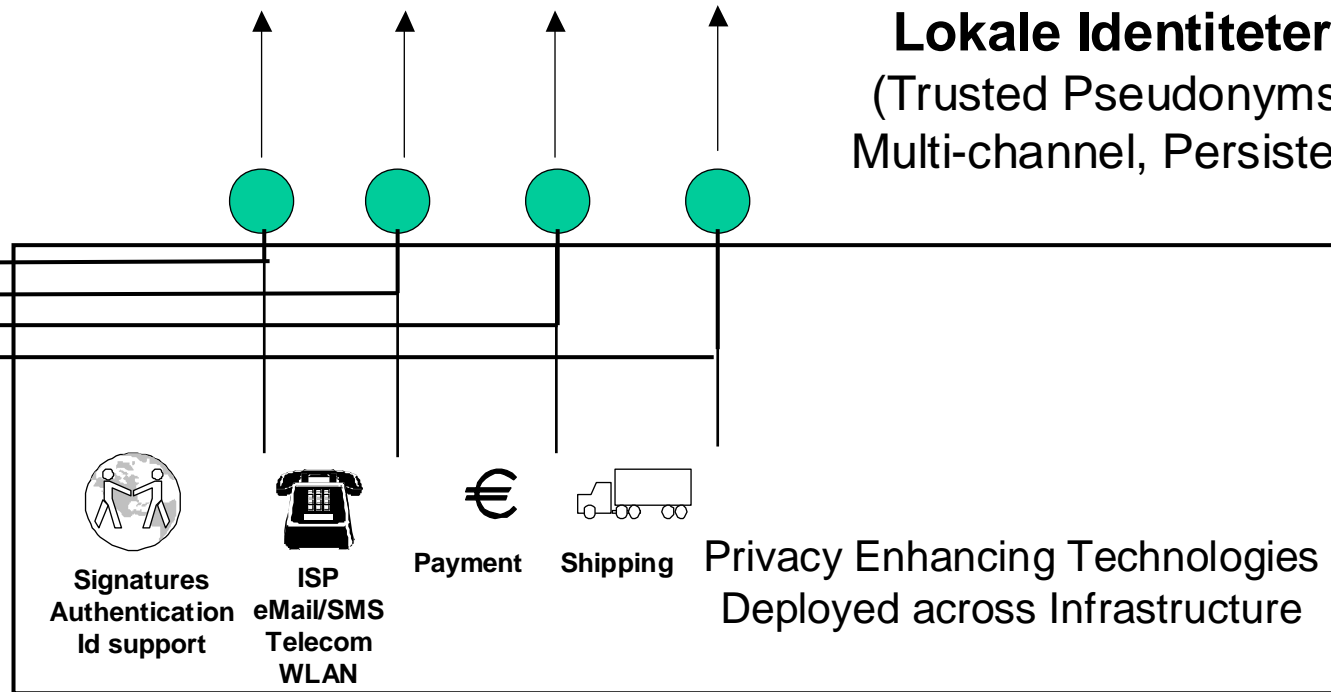 Lokale Identiteter
(Trusted Pseudonyms
Multi-channel, Persiste
Signatures
Authentication
Id support
ISP
eMail/SMS
Telecom
WLAN
€
Payment
Shipping
Privacy Enhancing Technologies
Deployed across Infrastructure